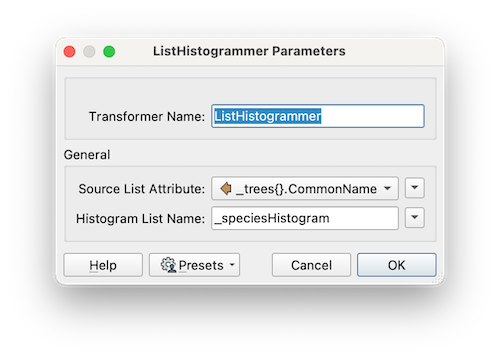 ListHistogrammer Parameters
Transformer Name: ListHistogrammer
General
Source List Attribute: _trees{}.CommonName
Histogram List Name: _speciesHistogram
Help Presets Cancel OK